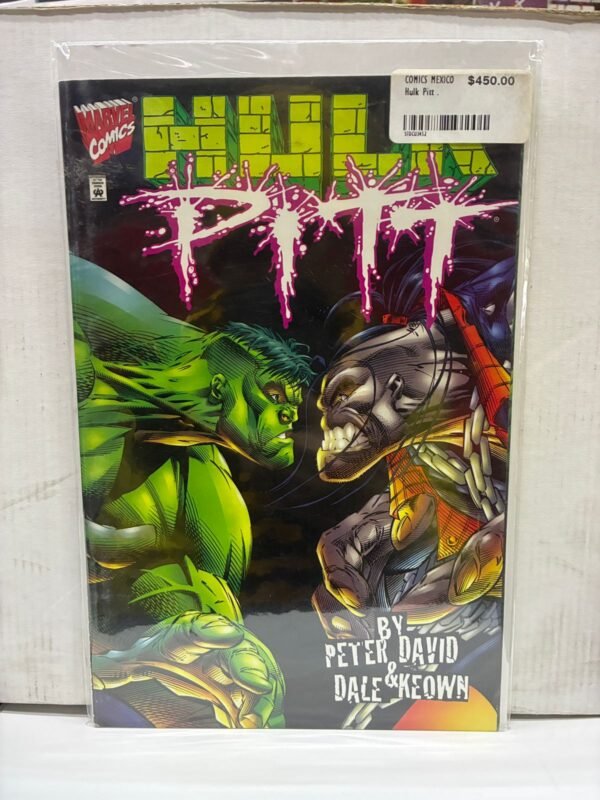 COMICS MEXICO $450.00
Hulk Pitt .
MARVEL
COMICS
HULK
PITT
BY
PETER DAVID
&
DALE KEOWN